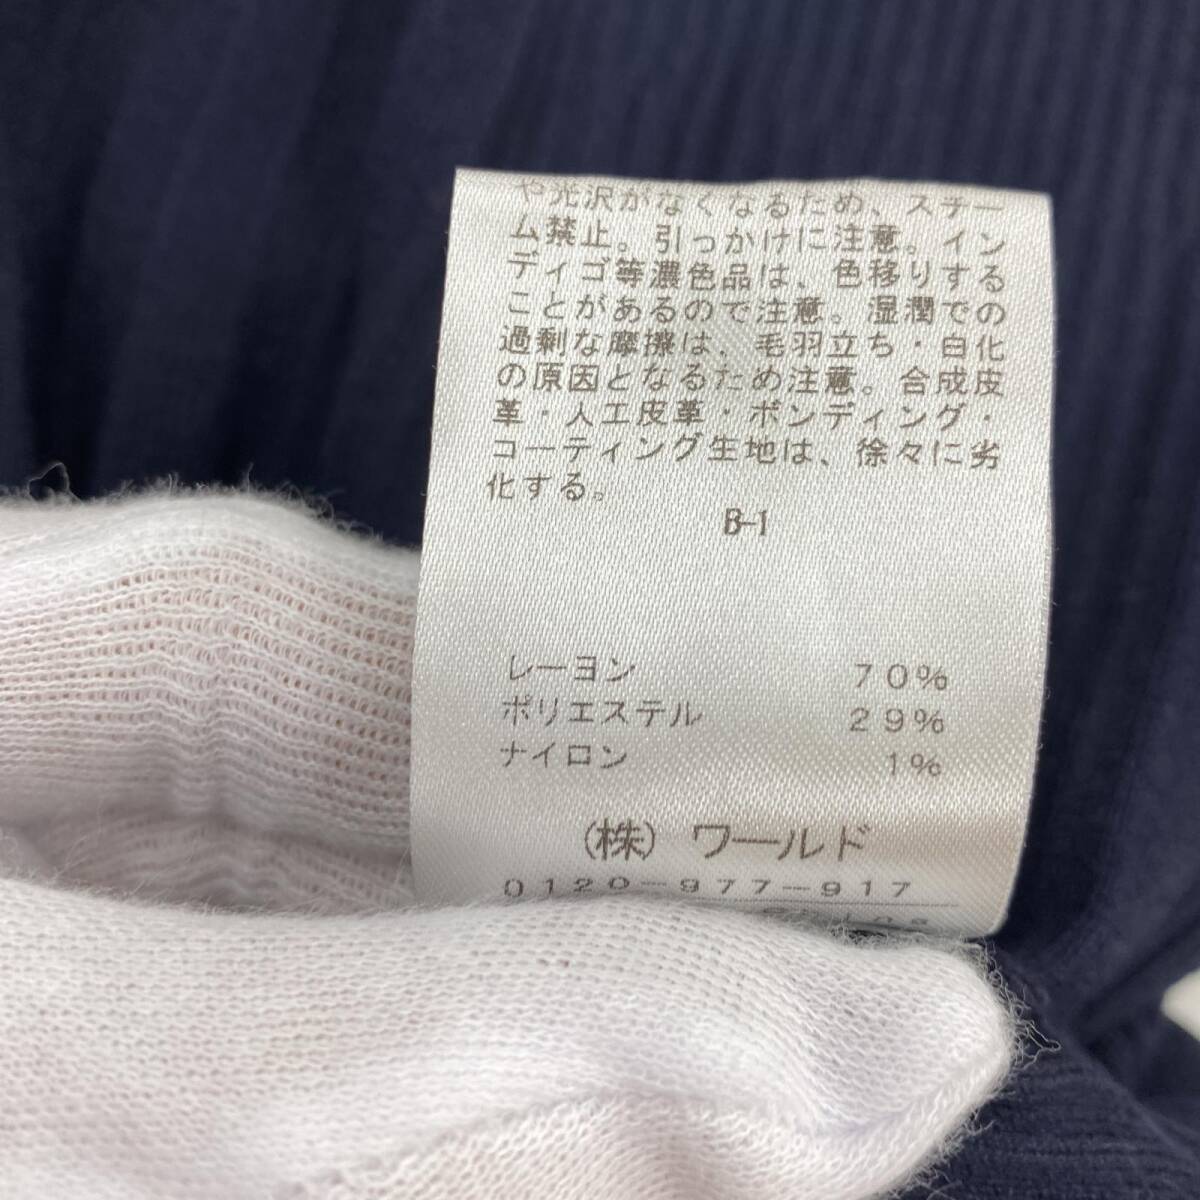 や光沢がなくなるため、スチー
ム禁止。引っかけに注意。イン
ディゴ等濃色品は、色移りする
ことがあるので注意。湿潤での
過剰な摩擦は、毛羽立ち・白化
の原因となるため注意。合成皮
革・人工皮革・ボンディング・
コーティング生地は、徐々に劣
化する。
B-1
レーヨン 70%
ポリエステル 29%
ナイロン 1%
(株) ワールド
0120-977-917